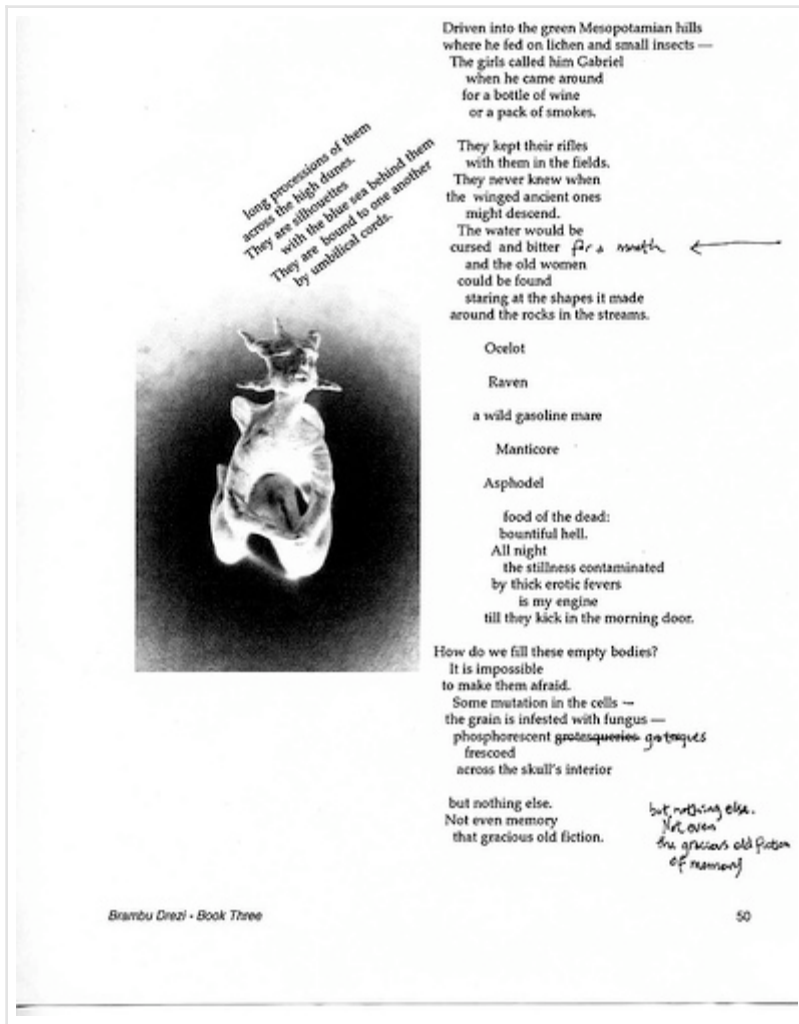 Driven into the green Mesopotamian hills
where he fed on lichen and small insects —
The girls called him Gabriel
when he came around
for a bottle of wine
or a pack of smokes.
long processions of them
across the high dunes.
They are silhouettes
with the blue sea behind them
They are bound to one another
by umbilical cords.
They kept their rifles
with them in the fields.
They never knew when
the winged ancient ones
might descend.
The water would be
cursed and bitter for a month
and the old women
could be found
staring at the shapes it made
around the rocks in the streams.
Ocelot
Raven
a wild gasoline mare
Manticore
Asphodel
food of the dead:
bountiful hell.
All night
the stillness contaminated
by thick erotic fevers
is my engine
till they kick in the morning door.
How do we fill these empty bodies?
It is impossible
to make them afraid.
Some mutation in the cells —
the grain is infested with fungus —
phosphorescent grotesqueries grotesques
frescoed
across the skull's interior
but nothing else.
Not even memory
that gracious old fiction.
but nothing else.
Not even
the gracious old fiction
of memory
Brambu Drezi - Book Three
50